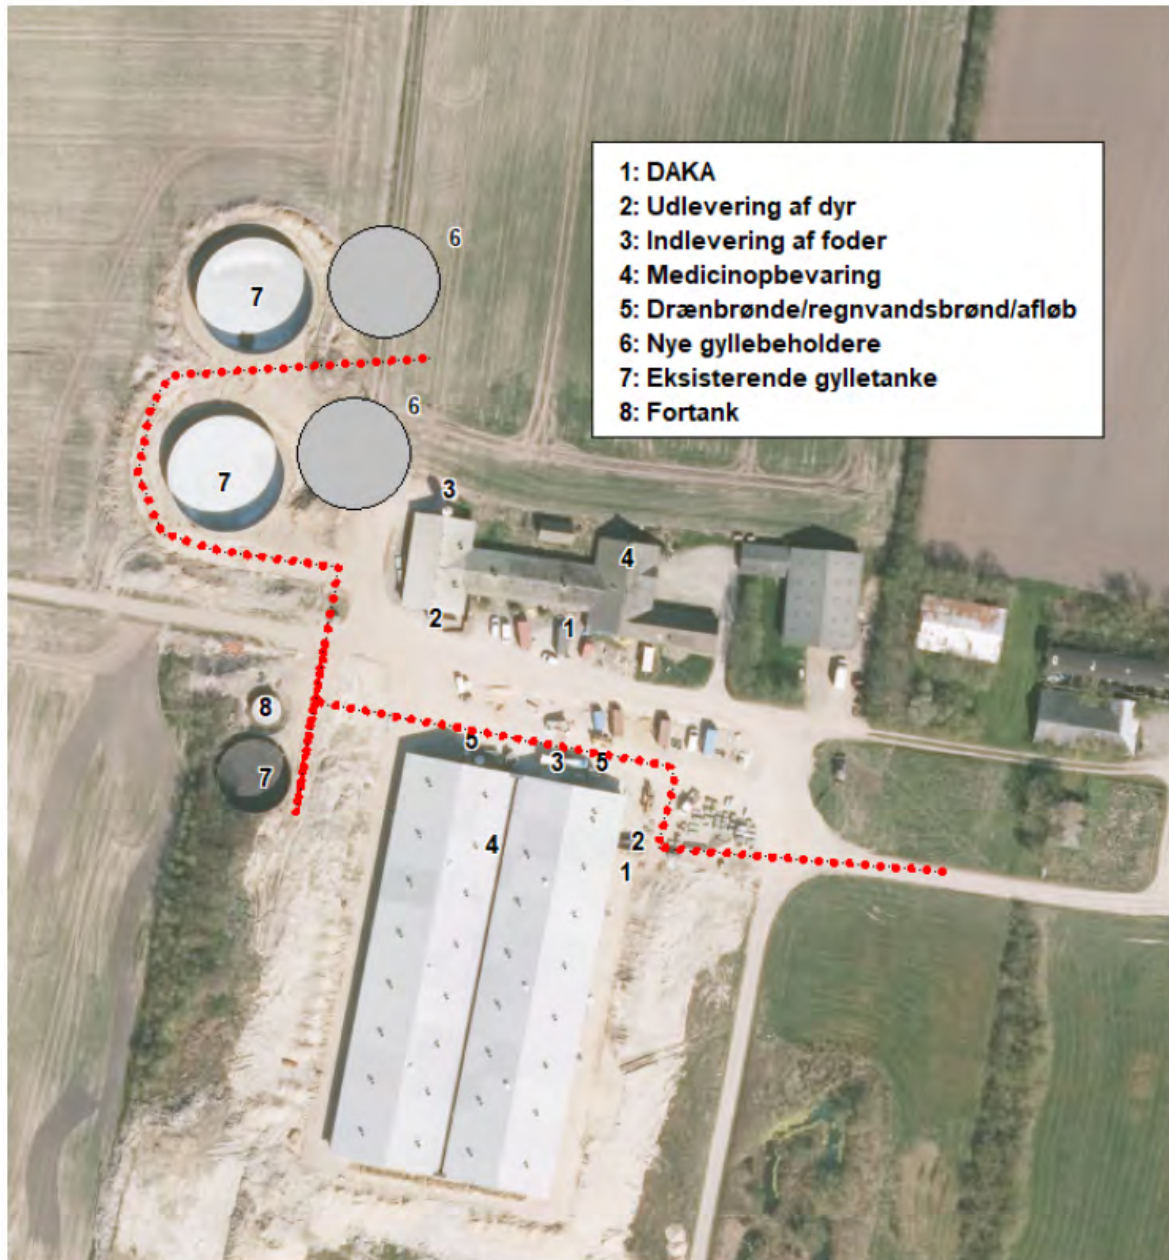 1: DAKA
2: Udlevering af dyr
3: Indlevering af foder
4: Medicinopbevaring
5: Drænbrønde/regnvandsbrønd/afløb
6: Nye gyllebeholdere
7: Eksisterende gylletanke
8: Fortank
6
7
6
7
3
4
2
1
8
5
3
5
7
4
2
1